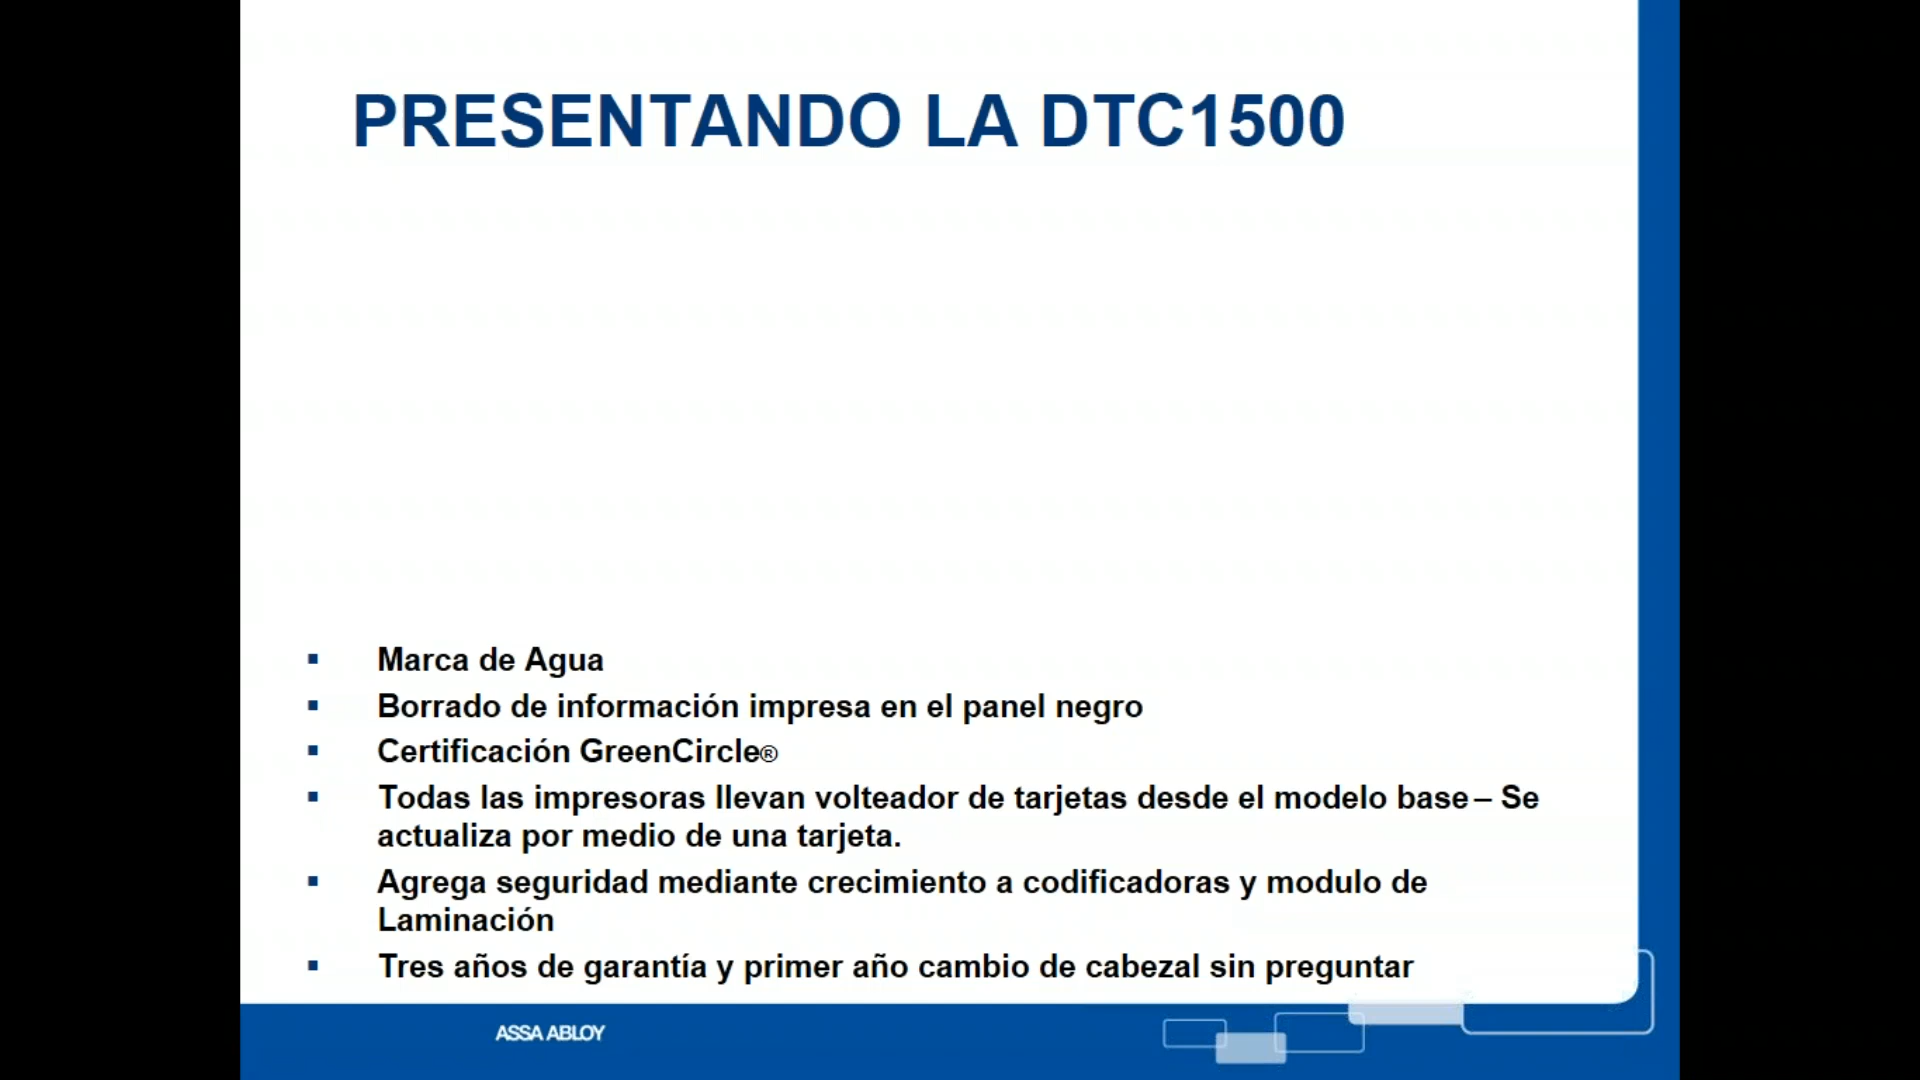 PRESENTANDO LA DTC1500
▪ Marca de Agua
▪ Borrado de información impresa en el panel negro
▪ Certificación GreenCircle®
▪ Todas las impresoras llevan volteador de tarjetas desde el modelo base – Se
actualiza por medio de una tarjeta.
▪ Agrega seguridad mediante crecimiento a codificadoras y modulo de
Laminación
▪ Tres años de garantía y primer año cambio de cabezal sin preguntar
ASSA ABLOY